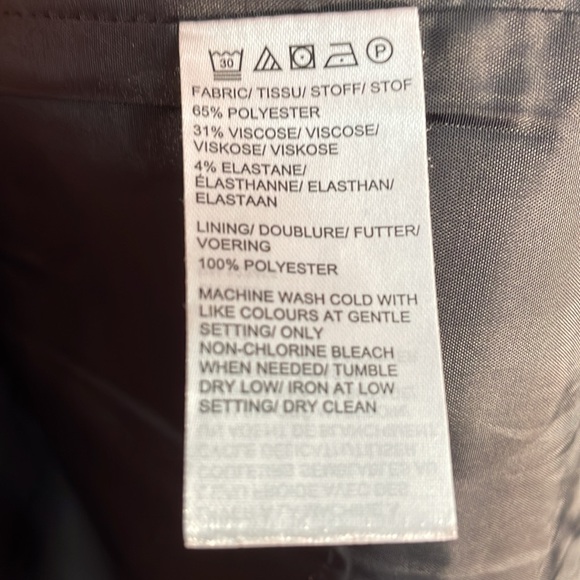 30 P
FABRIC/ TISSU/ STOFF/ STOF
65% POLYESTER
31% VISCOSE/ VISCOSE/
VISKOSE/ VISKOSE
4% ELASTANE/
ÉLASTHANNE/ ELASTHAN/
ELASTAAN
LINING/ DOUBLURE/ FUTTER/
VOERING
100% POLYESTER
MACHINE WASH COLD WITH
LIKE COLOURS AT GENTLE
SETTING/ ONLY
NON-CHLORINE BLEACH
WHEN NEEDED/ TUMBLE
DRY LOW/ IRON AT LOW
SETTING/ DRY CLEAN